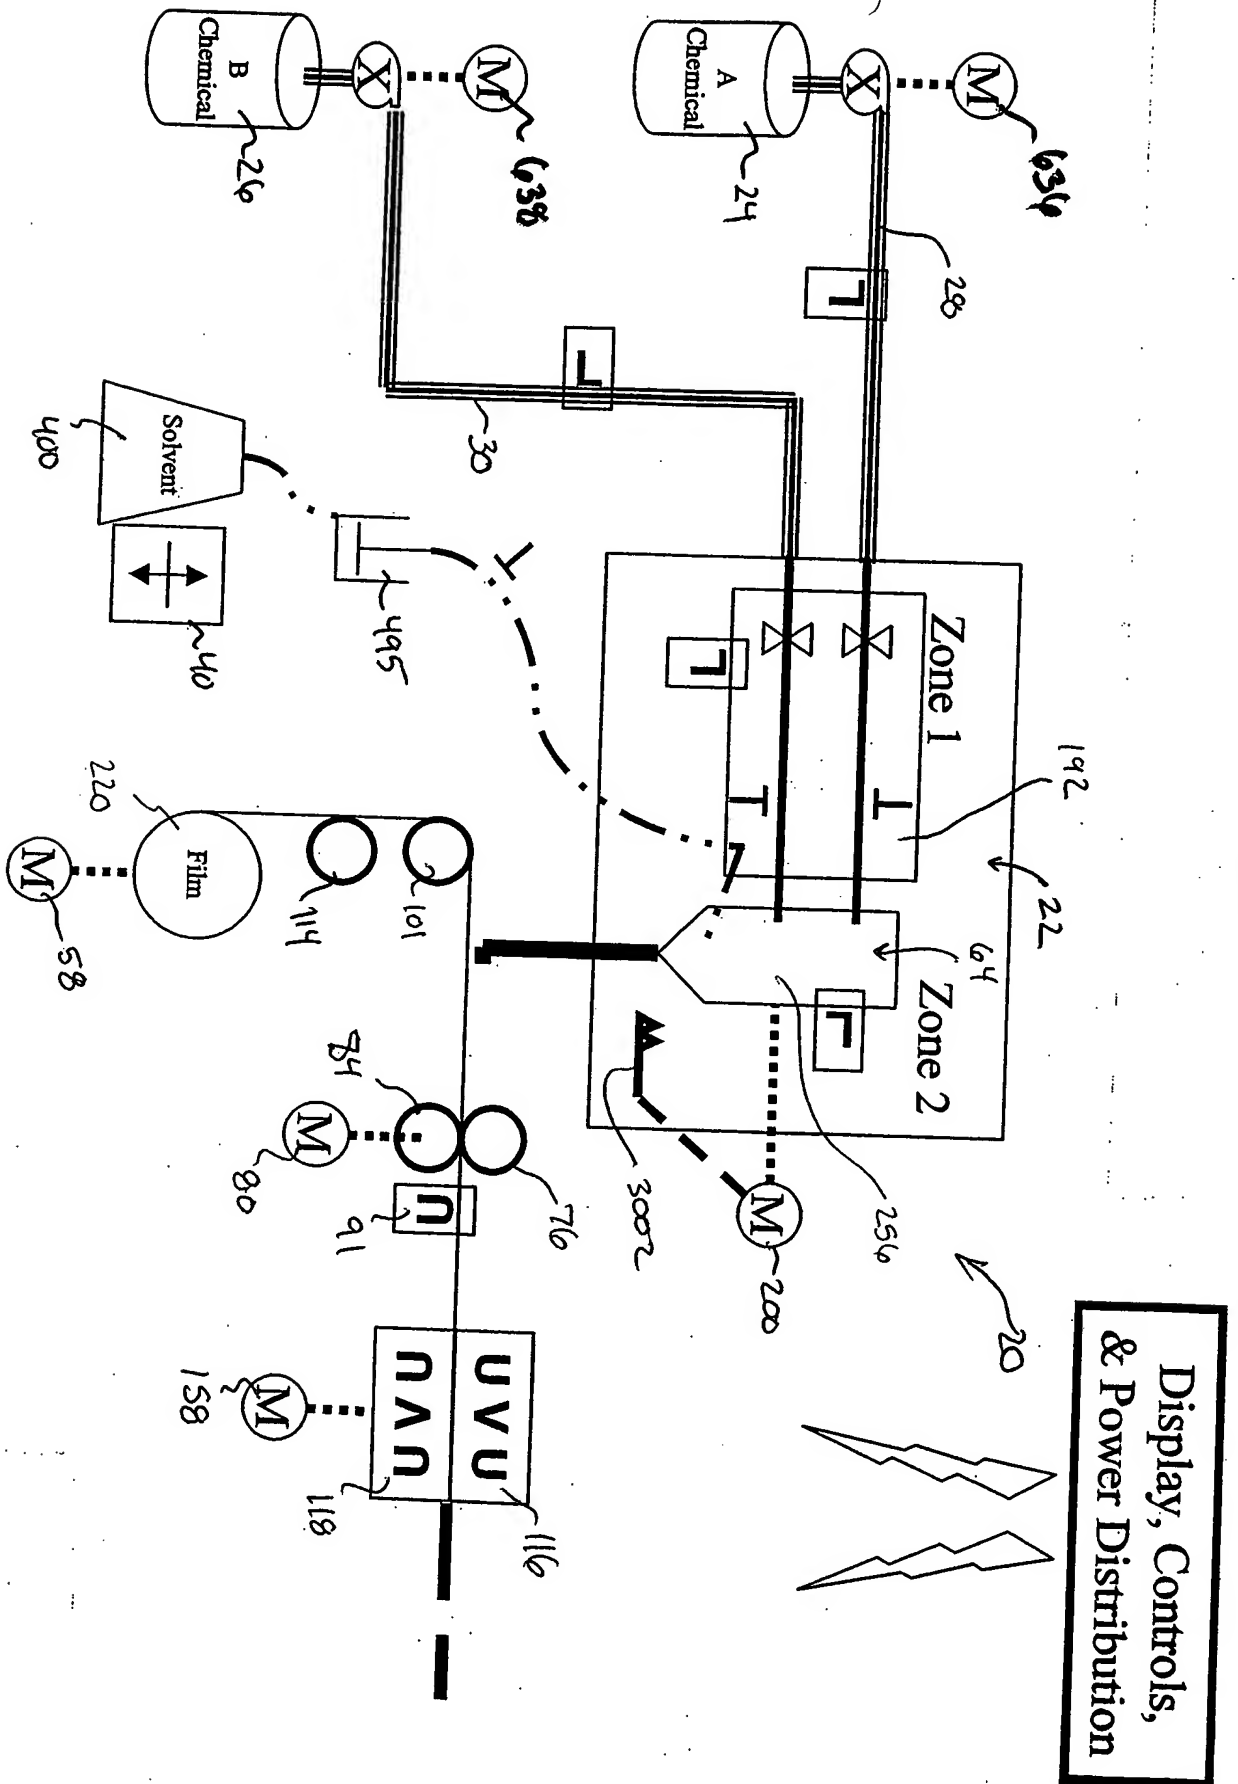 Display, Controls,
& Power Distribution
20
M
636
X
A
Chemical
24
28
L
M
638
X
B
Chemical
26
30
L
22
Zone 1
192
T
T
L
Zone 2
64
L
256
M
200
3002
T
495
Solvent
400
40
Film
220
M
58
114
101
84
76
M
80
U
91
U V U
116
U V U
118
M
158